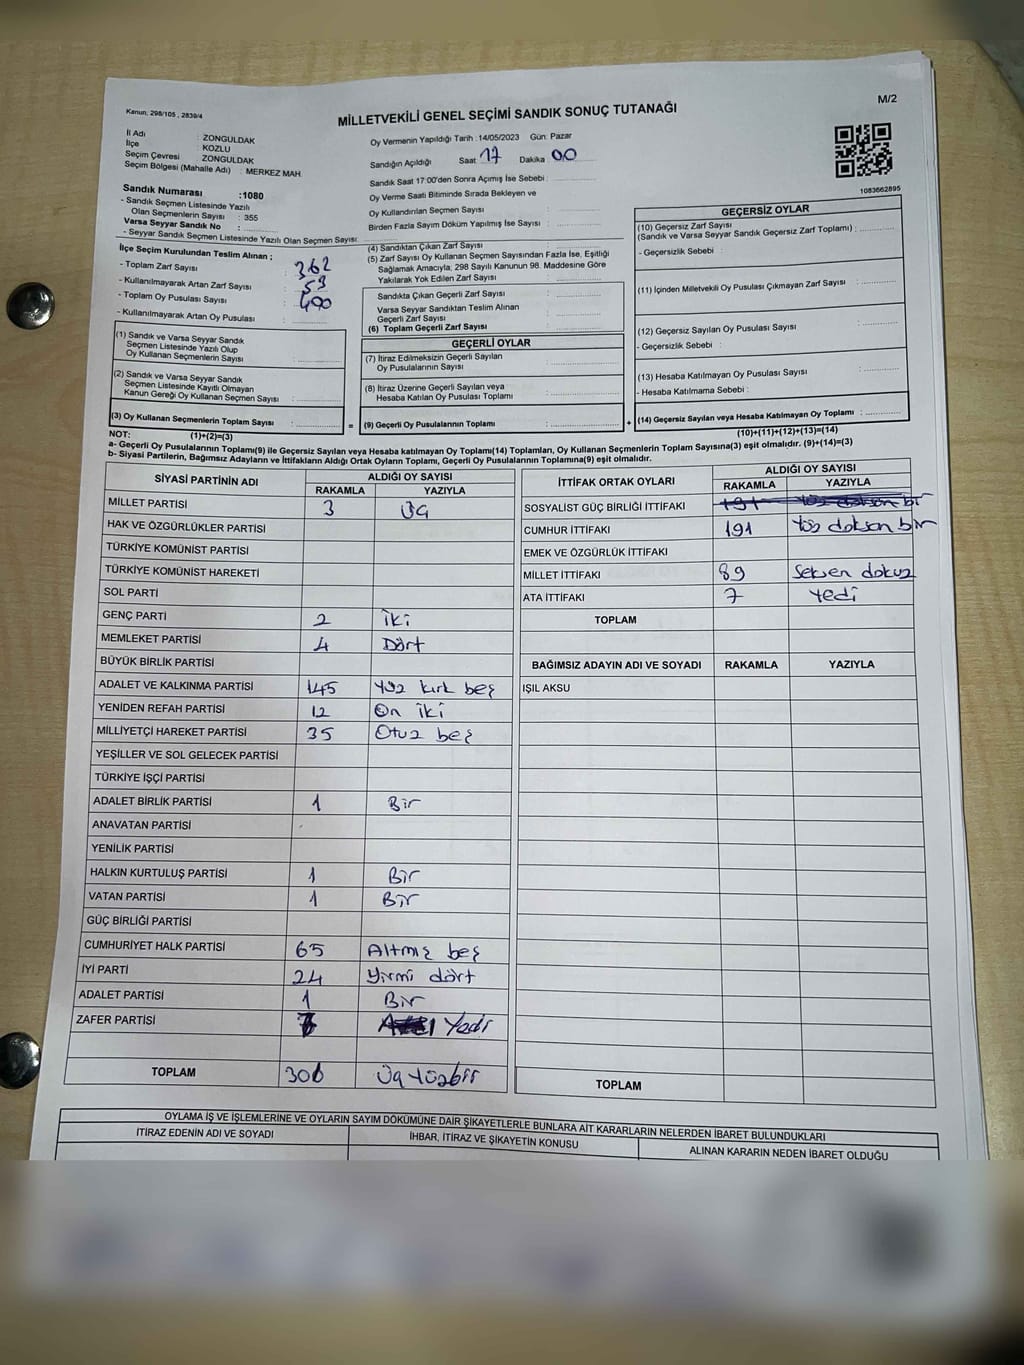 Kanun: 298/105 , 2839/4
MİLLETVEKİLİ GENEL SEÇİMİ SANDIK SONUÇ TUTANAĞI
M/2
İl Adı : ZONGULDAK
İlçe : KOZLU
Seçim Çevresi : ZONGULDAK
Seçim Bölgesi (Mahalle Adı) : MERKEZ MAH.
Sandık Numarası :1080
- Sandık Seçmen Listesinde Yazılı
Olan Seçmenlerin Sayısı : 355
Varsa Seyyar Sandık No :
- Seyyar Sandık Seçmen Listesinde Yazılı Olan Seçmen Sayısı:
İlçe Seçim Kurulundan Teslim Alınan ;
- Toplam Zarf Sayısı : 362
- Kullanılmayarak Artan Zarf Sayısı : 53
- Toplam Oy Pusulası Sayısı : 400
- Kullanılmayarak Artan Oy Pusulası :
Oy Vermenin Yapıldığı Tarih : 14/05/2023 Gün: Pazar
Sandığın Açıldığı Saat 17 Dakika 00
Sandık Saat 17:00'den Sonra Açımış İse Sebebi :
Oy Verme Saati Bitiminde Sırada Bekleyen ve
Oy Kullandırılan Seçmen Sayısı :
Birden Fazla Sayım Döküm Yapılmış İse Sayısı :
(4) Sandıktan Çıkan Zarf Sayısı :
(5) Zarf Sayısı Oy Kullanan Seçmen Sayısından Fazla İse, Eşitliği
Sağlamak Amacıyla; 298 Sayılı Kanunun 98. Maddesine Göre
Yakılarak Yok Edilen Zarf Sayısı :
Sandıkta Çıkan Geçerli Zarf Sayısı :
Varsa Seyyar Sandıktan Teslim Alınan
Geçerli Zarf Sayısı :
(6) Toplam Geçerli Zarf Sayısı :
1083662895
GEÇERSİZ OYLAR
(10) Geçersiz Zarf Sayısı
(Sandık ve Varsa Seyyar Sandık Geçersiz Zarf Toplamı) :
- Geçersizlik Sebebi :
(11) İçinden Milletvekili Oy Pusulası Çıkmayan Zarf Sayısı :
(12) Geçersiz Sayılan Oy Pusulası Sayısı :
- Geçersizlik Sebebi :
(13) Hesaba Katılmayan Oy Pusulası Sayısı :
- Hesaba Katılmama Sebebi :
(14) Geçersiz Sayılan veya Hesaba Katılmayan Oy Toplamı :
(10)+(11)+(12)+(13)=(14)
(1) Sandık ve Varsa Seyyar Sandık
Seçmen Listesinde Yazılı Olup
Oy Kullanan Seçmenlerin Sayısı :
(2) Sandık ve Varsa Seyyar Sandık
Seçmen Listesinde Kayıtlı Olmayan
Kanun Gereği Oy Kullanan Seçmen Sayısı :
(3) Oy Kullanan Seçmenlerin Toplam Sayısı : =
(1)+(2)=(3)
GEÇERLİ OYLAR
(7) İtiraz Edilmeksizin Geçerli Sayılan
Oy Pusulalarının Sayısı :
(8) İtiraz Üzerine Geçerli Sayılan veya
Hesaba Katılan Oy Pusulası Toplamı :
(9) Geçerli Oy Pusulalarının Toplamı : +
NOT:
a- Geçerli Oy Pusulalarının Toplamı(9) ile Geçersiz Sayılan veya Hesaba katılmayan Oy Toplamı(14) Toplamları, Oy Kullanan Seçmenlerin Toplam Sayısına(3) eşit olmalıdır. (9)+(14)=(3)
b- Siyasi Partilerin, Bağımsız Adayların ve İttifakların Aldığı Ortak Oyların Toplamı, Geçerli Oy Pusulalarının Toplamına(9) eşit olmalıdır.
SİYASİ PARTİNİN ADI ALDIĞI OY SAYISI
RAKAMLA YAZIYLA
MİLLET PARTİSİ 3 Üç
HAK VE ÖZGÜRLÜKLER PARTİSİ
TÜRKİYE KOMÜNİST PARTİSİ
TÜRKİYE KOMÜNİST HAREKETİ
SOL PARTİ
GENÇ PARTİ 2 İki
MEMLEKET PARTİSİ 4 Dört
BÜYÜK BİRLİK PARTİSİ
ADALET VE KALKINMA PARTİSİ 145 Yüz kırk beş
YENİDEN REFAH PARTİSİ 12 On iki
MİLLİYETÇİ HAREKET PARTİSİ 35 Otuz beş
YEŞİLLER VE SOL GELECEK PARTİSİ
TÜRKİYE İŞÇİ PARTİSİ
ADALET BİRLİK PARTİSİ 1 Bir
ANAVATAN PARTİSİ
YENİLİK PARTİSİ
HALKIN KURTULUŞ PARTİSİ 1 Bir
VATAN PARTİSİ 1 Bir
GÜÇ BİRLİĞİ PARTİSİ
CUMHURİYET HALK PARTİSİ 65 Altmış beş
İYİ PARTİ 24 Yirmi dört
ADALET PARTİSİ 1 Bir
ZAFER PARTİSİ 7 Yedi
TOPLAM Üç Yüzbir
İTTİFAK ORTAK OYLARI ALDIĞI OY SAYISI
RAKAMLA YAZIYLA
SOSYALİST GÜÇ BİRLİĞİ İTTİFAKI 191 Yüz doksan bir
CUMHUR İTTİFAKI 191 Yüz doksan bir
EMEK VE ÖZGÜRLÜK İTTİFAKI
MİLLET İTTİFAKI 89 Seksen dokuz
ATA İTTİFAKI 7 Yedi
TOPLAM
BAĞIMSIZ ADAYIN ADI VE SOYADI RAKAMLA YAZIYLA
IŞIL AKSU
TOPLAM
OYLAMA İŞ VE İŞLEMLERİNE VE OYLARIN SAYIM DÖKÜMÜNE DAİR ŞİKAYETLERLE BUNLARA AİT KARARLARIN NELERDEN İBARET BULUNDUKLARI
İTİRAZ EDENİN ADI VE SOYADI İHBAR, İTİRAZ VE ŞİKAYETİN KONUSU ALINAN KARARIN NEDEN İBARET OLDUĞU